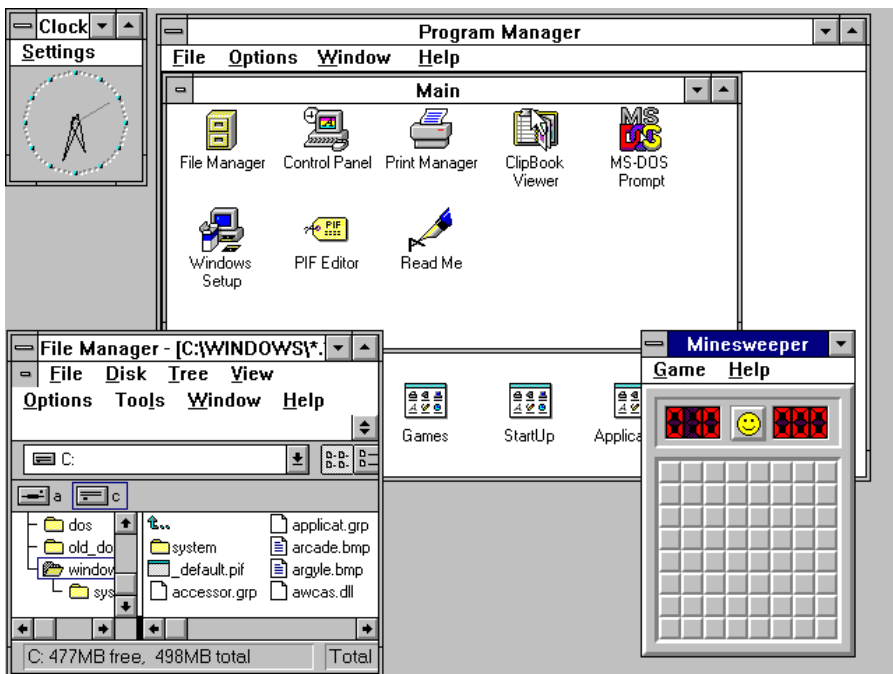 Clock
Settings
Program Manager
File Options Window Help
Main
File Manager
Control Panel
Print Manager
ClipBook
Viewer
MS-DOS
Prompt
Windows
Setup
PIF Editor
Read Me
Games
StartUp
Applica
File Manager - [C:\WINDOWS\*.
File Disk Tree View
Options Tools Window Help
C:
a c
dos
old_do
window
sys
system
_default.pif
accessor.grp
applicat.grp
arcade.bmp
argyle.bmp
awcas.dll
C: 477MB free, 498MB total
Total
Minesweeper
Game Help
010 000